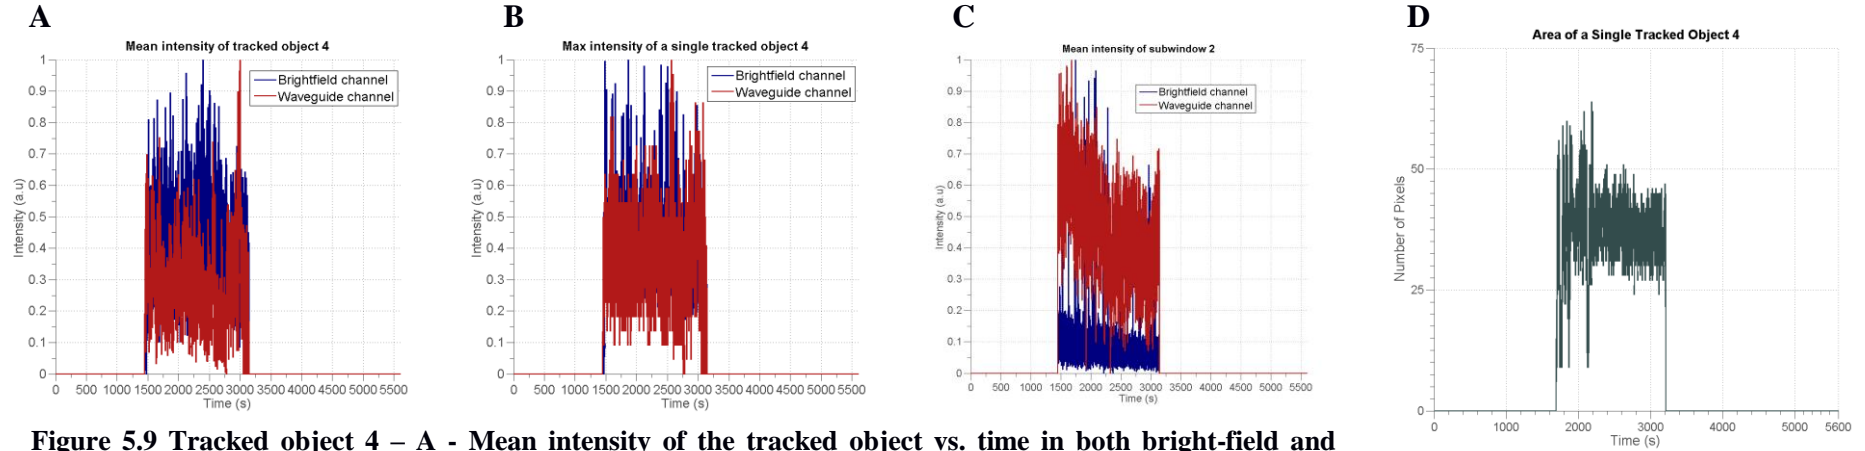 A
B
C
D
Mean intensity of tracked object 4
Max intensity of a single tracked object 4
Mean intensity of subwindow 2
Area of a Single Tracked Object 4
Brightfield channel
Waveguide channel
Intensity (a.u)
1
0.9
0.8
0.7
0.6
0.5
0.4
0.3
0.2
0.1
0
0 500 1000 1500 2000 2500 3000 3500 4000 4500 5000 5500
Time (s)
Brightfield channel
Waveguide channel
Intensity (a.u)
1
0.9
0.8
0.7
0.6
0.5
0.4
0.3
0.2
0.1
0
0 500 1000 1500 2000 2500 3000 3500 4000 4500 5000 5500
Time (s)
Brightfield channel
Waveguide channel
Intensity (a.u)
1
0.9
0.8
0.7
0.6
0.5
0.4
0.3
0.2
0.1
0
0 500 1000 1500 2000 2500 3000 3500 4000 4500 5000 5500
Time (s)
Number of Pixels
75
50
25
0
0 1000 2000 3000 4000 5000 5600
Time (s)
Figure 5.9 Tracked object 4 – A - Mean intensity of the tracked object vs. time in both bright-field and